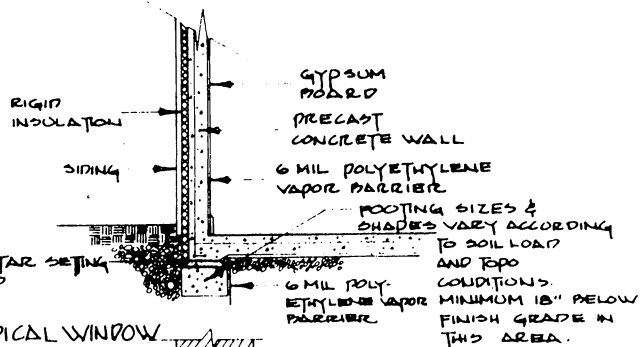 GYPSUM
BOARD
RIGID
INSULATION
PRECAST
CONCRETE WALL
SIDING
6 MIL POLYETHYLENE
VAPOR BARRIER
FOOTING SIZES &
SHAPES VARY ACCORDING
TO SOIL LOAD
AND TOPO
CONDITIONS.
MINIMUM 18" BELOW
FINISH GRADE IN
THIS AREA.
TAR SETTING
6 MIL POLY-
ETHYLENE VAPOR
BARRIER
PICAL WINDOW